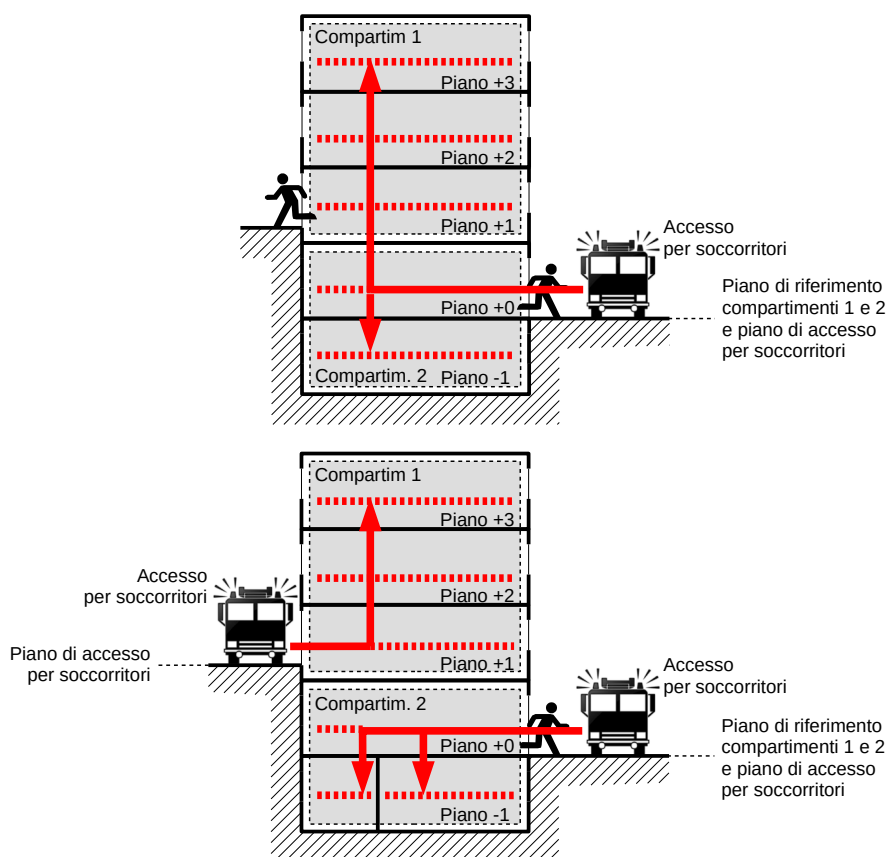 Compartim 1
Piano +3
Piano +2
Piano +1
Accesso
per soccorritori
Piano +0
Piano di riferimento
compartimenti 1 e 2
e piano di accesso
per soccorritori
Compartim. 2 Piano -1
Compartim 1
Piano +3
Accesso
per soccorritori
Piano +2
Piano di accesso
per soccorritori
Piano +1
Accesso
per soccorritori
Compartim. 2
Piano +0
Piano di riferimento
compartimenti 1 e 2
e piano di accesso
per soccorritori
Piano -1